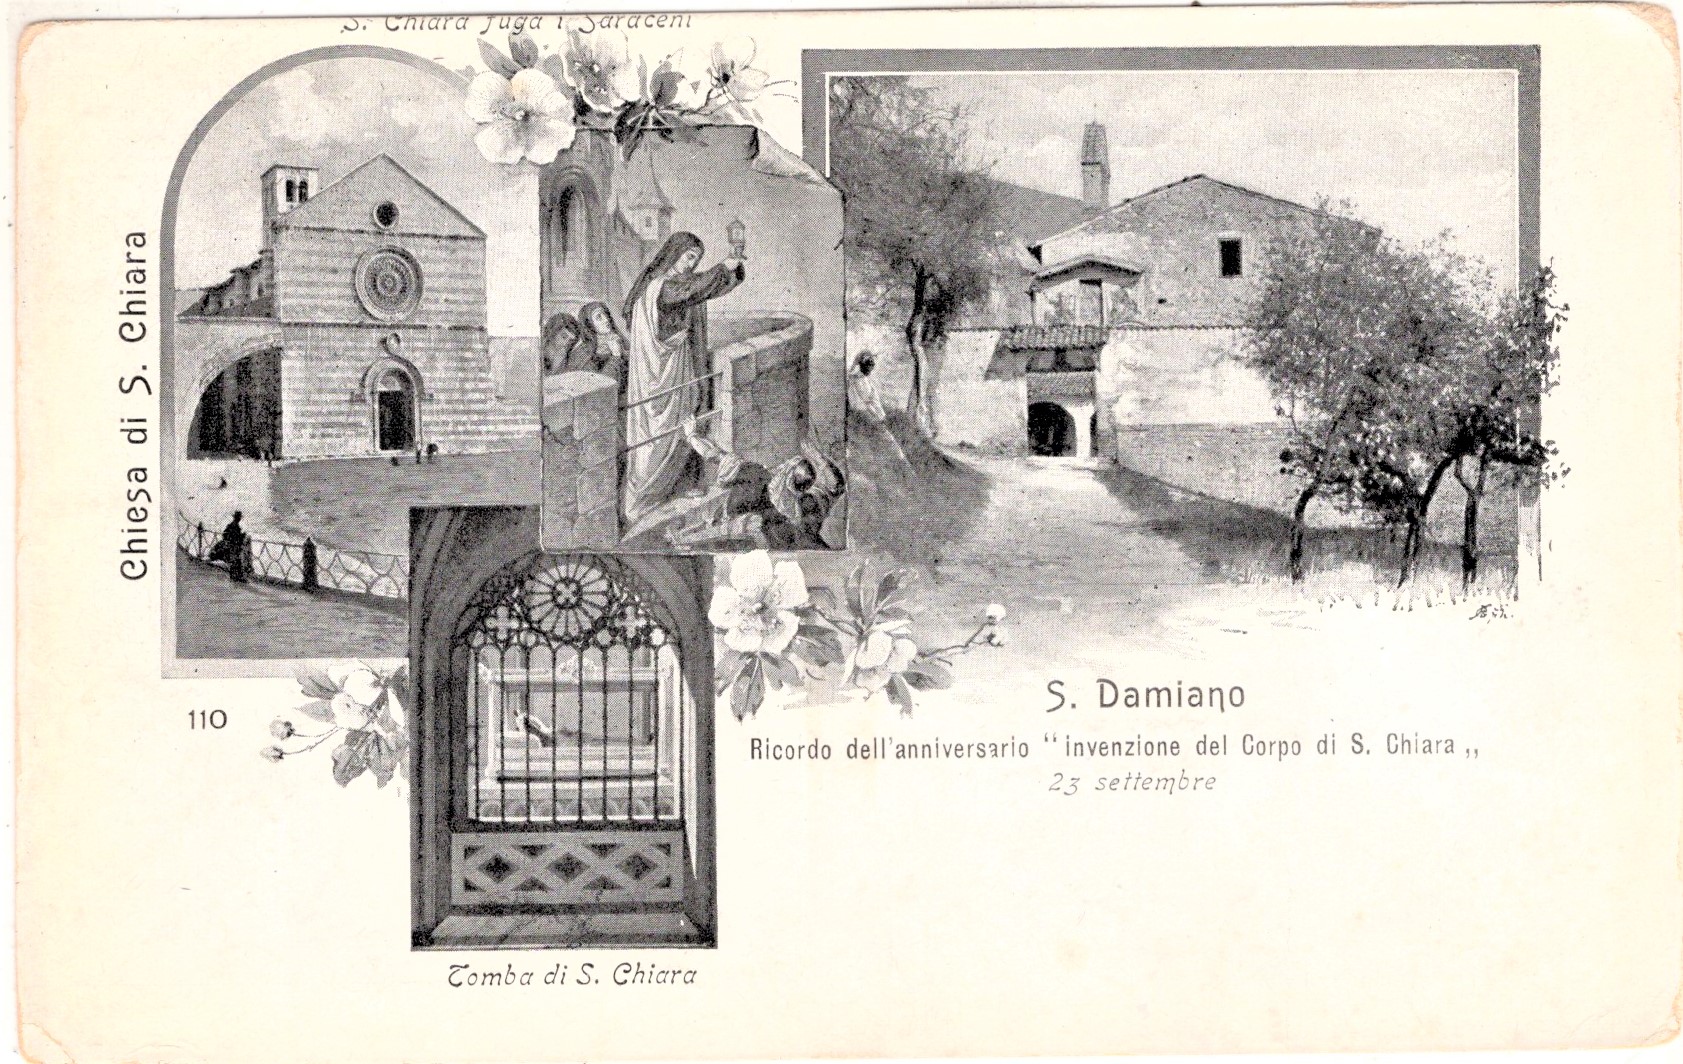 S. Chiara fuga i Saraceni
Chiesa di S. Chiara
110
S. Damiano
Ricordo dell'anniversario “invenzione del Corpo di S. Chiara„
23 settembre
Tomba di S. Chiara